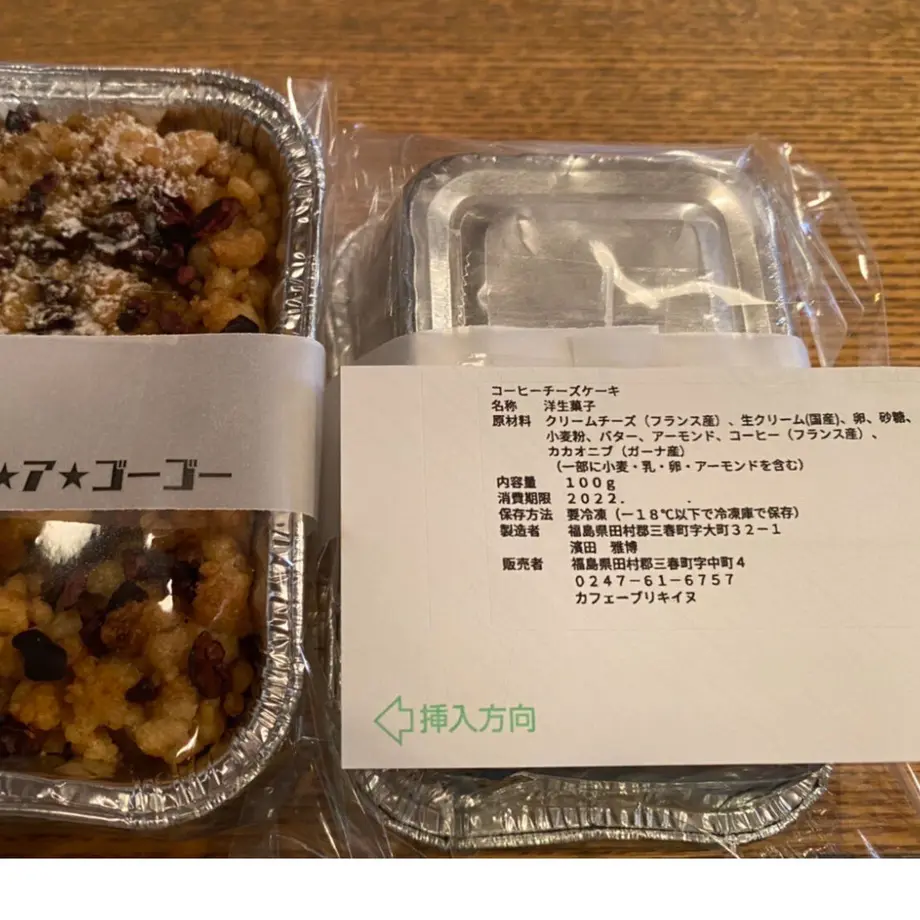 ★ア★ゴーゴー
コーヒーチーズケーキ
名称 洋生菓子
原材料 クリームチーズ（フランス産）、生クリーム(国産)、卵、砂糖、
小麦粉、バター、アーモンド、コーヒー（フランス産）、
カカオニブ（ガーナ産）
（一部に小麦・乳・卵・アーモンドを含む）
内容量 １００ｇ
消費期限 ２０２２． ．
保存方法 要冷凍（－１８℃以下で冷凍庫で保存）
製造者 福島県田村郡三春町字大町３２－１
濱田 雅博
販売者 福島県田村郡三春町字中町４
０２４７－６１－６７５７
カフェーブリキイヌ
挿入方向